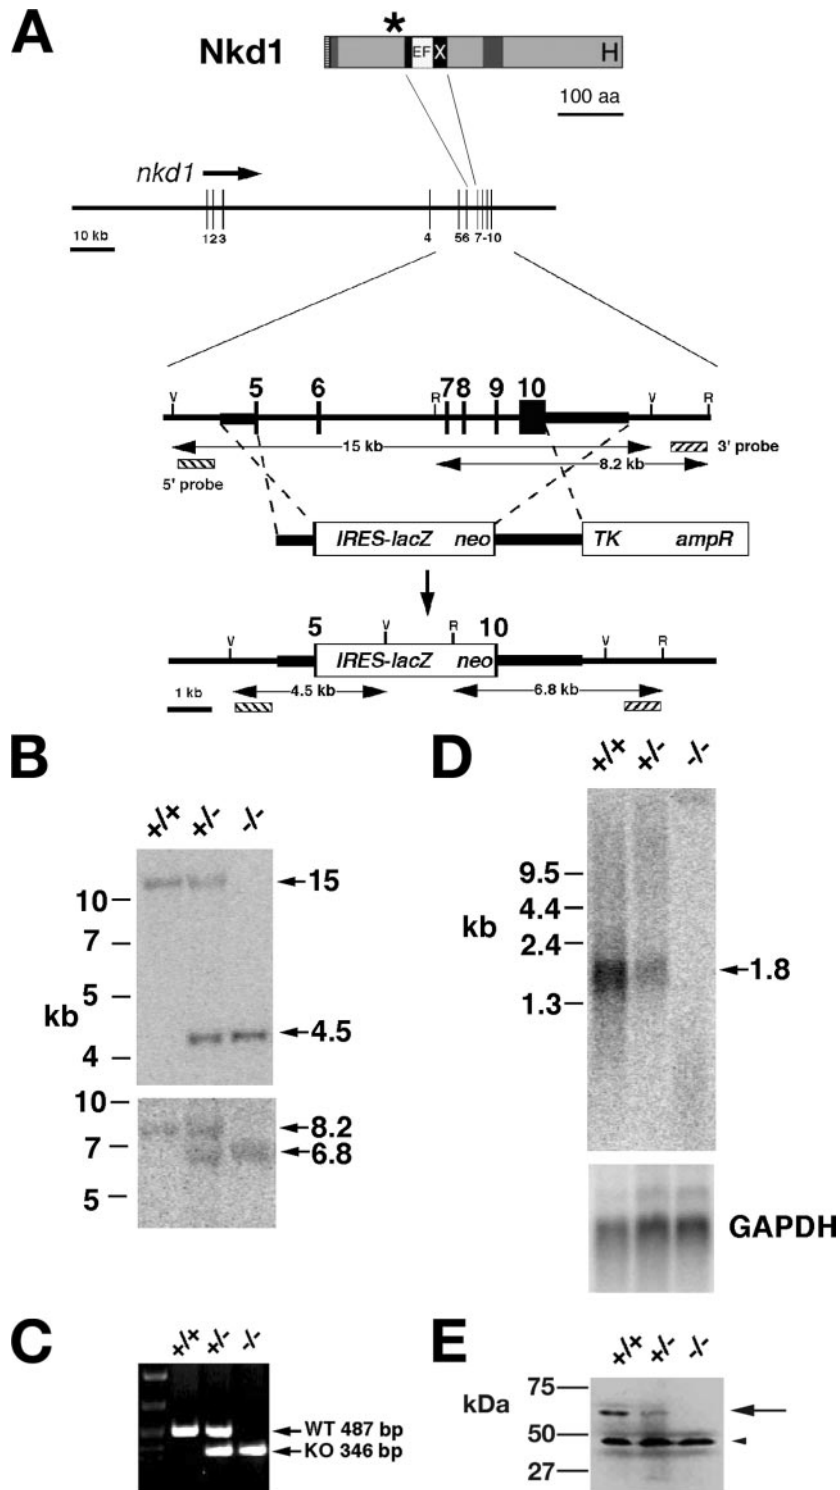 A
*
Nkd1
EF X H
100 aa
nkd1
10 kb
123 4 56 7-10
V 5 6 R 78 9 10 V R
15 kb
3' probe
8.2 kb
5' probe
IRES-lacZ neo TK ampR
V 5 V R 10 V R
IRES-lacZ neo
1 kb
4.5 kb 6.8 kb
B
+/+ +/- -/-
10
15
7
5
kb
4.5
4
10
8.2
7
6.8
5
C
+/+ +/- -/-
WT 487 bp
KO 346 bp
D
+/+ +/- -/-
9.5
4.4
kb
2.4
1.8
1.3
GAPDH
E
+/+ +/- -/-
75
kDa
50
27